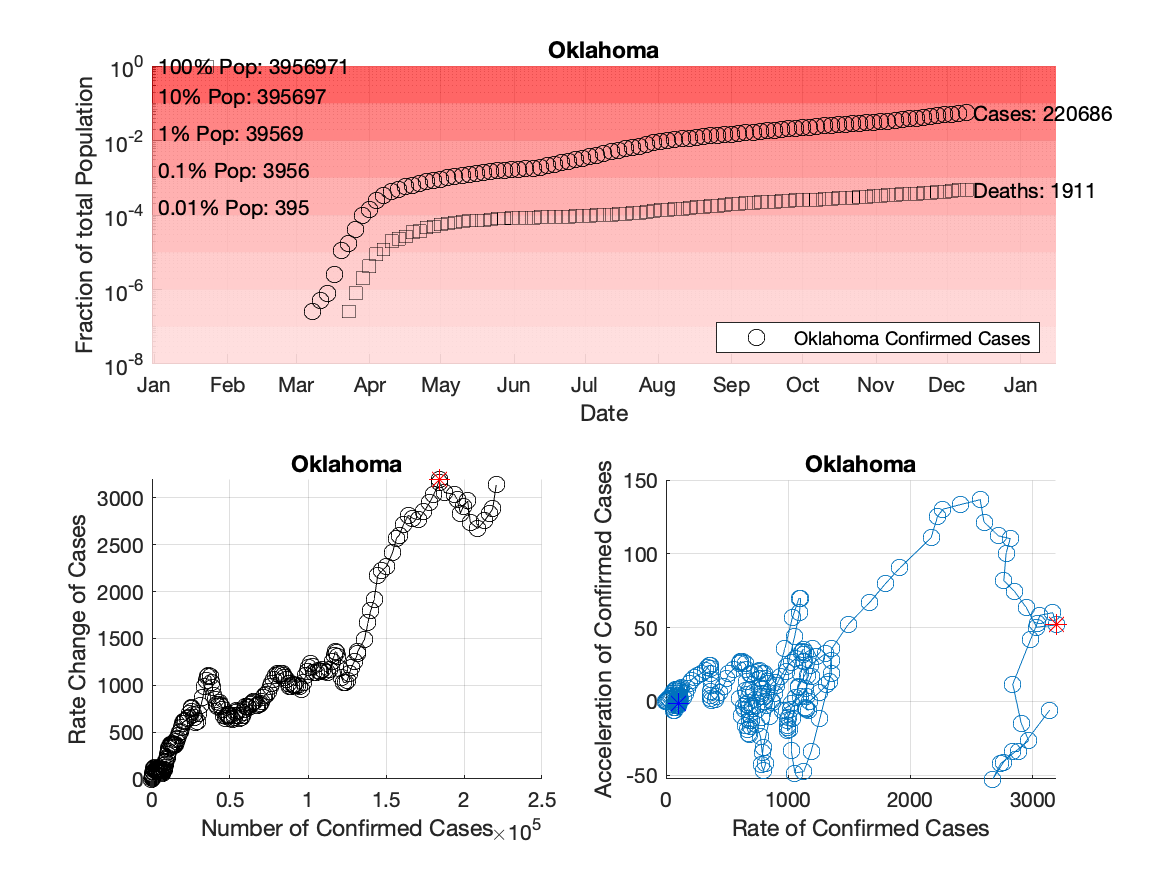 Oklahoma
Fraction of total Population
10^0
10^-2
10^-4
10^-6
10^-8
100% Pop: 3956971
10% Pop: 395697
1% Pop: 39569
0.1% Pop: 3956
0.01% Pop: 395
Cases: 220686
Deaths: 1911
Oklahoma Confirmed Cases
Jan Feb Mar Apr May Jun Jul Aug Sep Oct Nov Dec Jan
Date
Oklahoma
Rate Change of Cases
3000
2500
2000
1500
1000
500
0
0 0.5 1 1.5 2 2.5
Number of Confirmed Cases ×10^5
Oklahoma
Acceleration of Confirmed Cases
150
100
50
0
-50
0 1000 2000 3000
Rate of Confirmed Cases